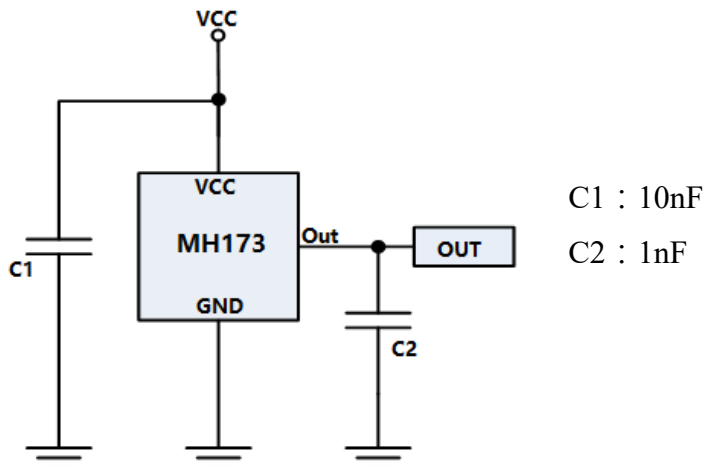 VCC
VCC
MH173
Out
OUT
GND
C1
C2
C1：10nF
C2：1nF